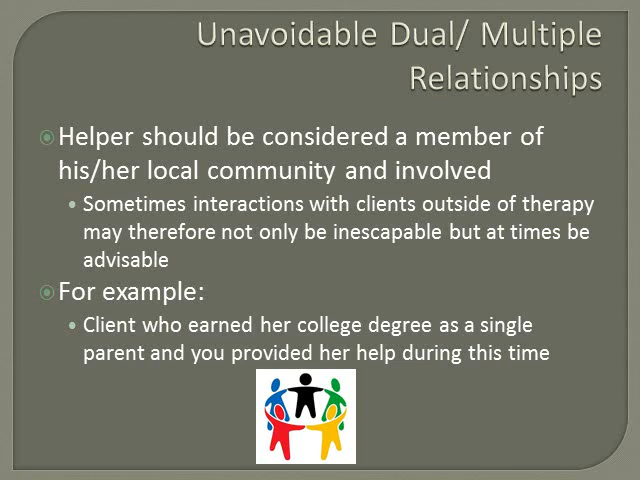 Unavoidable Dual/ Multiple
Relationships
Helper should be considered a member of
his/her local community and involved
Sometimes interactions with clients outside of therapy
may therefore not only be inescapable but at times be
advisable
For example:
Client who earned her college degree as a single
parent and you provided her help during this time